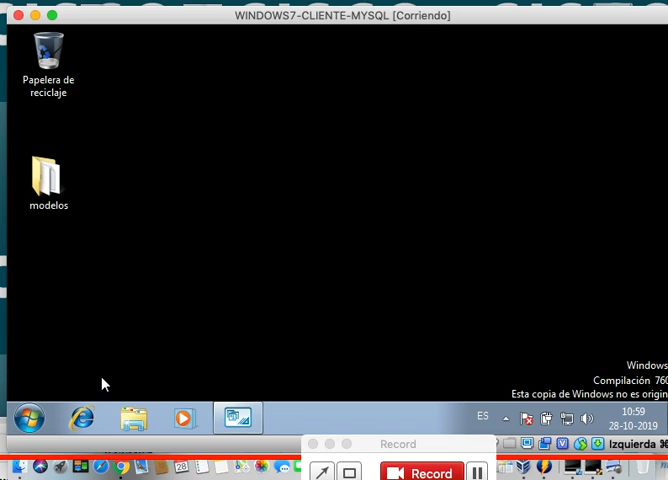 WINDOWS7-CLIENTE-MYSQL [Corriendo]
Papelera de
reciclaje
modelos
Windows
Compilación 760
Esta copia de Windows no es origin
ES
10:59
28-10-2019
Izquierda ⌘
Record
28
Record